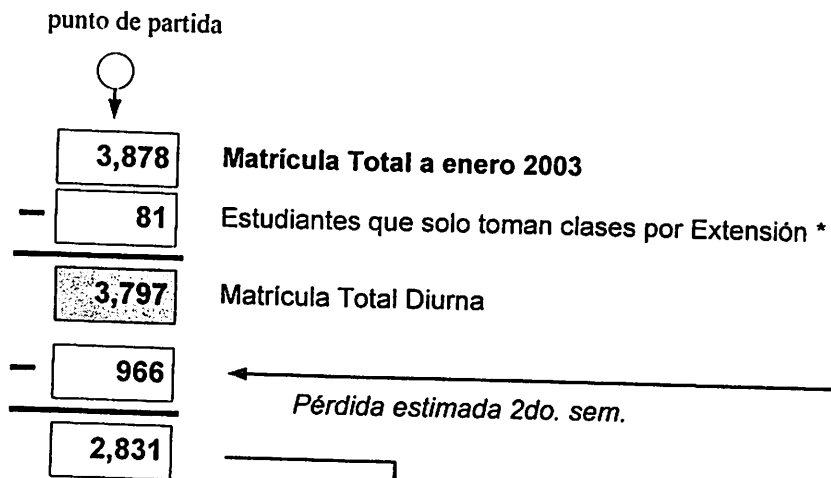 punto de partida
3,878 Matrícula Total a enero 2003
– 81 Estudiantes que solo toman clases por Extensión *
3,797 Matrícula Total Diurna
– 966
Pérdida estimada 2do. sem.
2,831